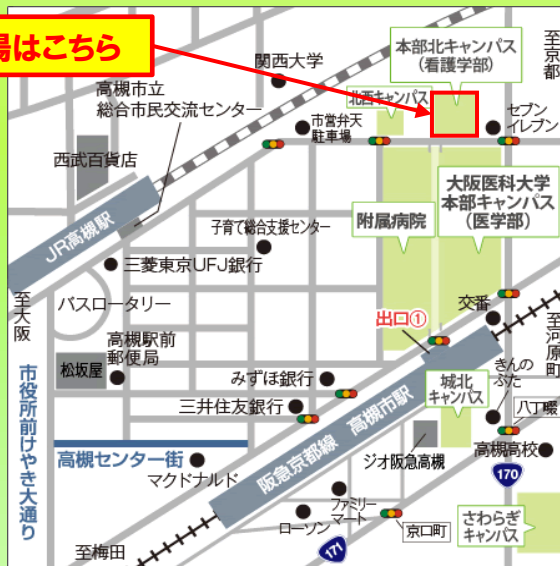 場はこちら
関西大学
本部北キャンパス
(看護学部)
至京都
高槻市立
総合市民交流センター
北西キャンパス
市営弁天
駐車場
セブン
イレブン
西武百貨店
大阪医科大学
本部キャンパス
(医学部)
附属病院
JR高槻駅
子育て総合支援センター
三菱東京UFJ銀行
至大阪
バスロータリー
出口①
交番
至河原町
高槻駅前
郵便局
松坂屋
みずほ銀行
城北
キャンパス
きんの
ぶた
八丁畷
三井住友銀行
阪急京都線 高槻市駅
市役所前けやき大通り
高槻センター街
マクドナルド
ジオ阪急高槻
高槻高校
170
ファミリー
マート
ローソン
京口町
さわらぎ
キャンパス
至梅田
171